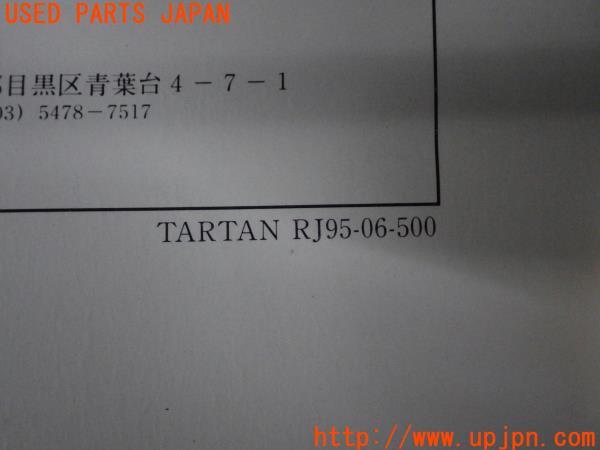 USED PARTS JAPAN
目黒区青葉台4－7－1
03) 5478－7517
TARTAN RJ95-06-500
http://www.upjpn.com